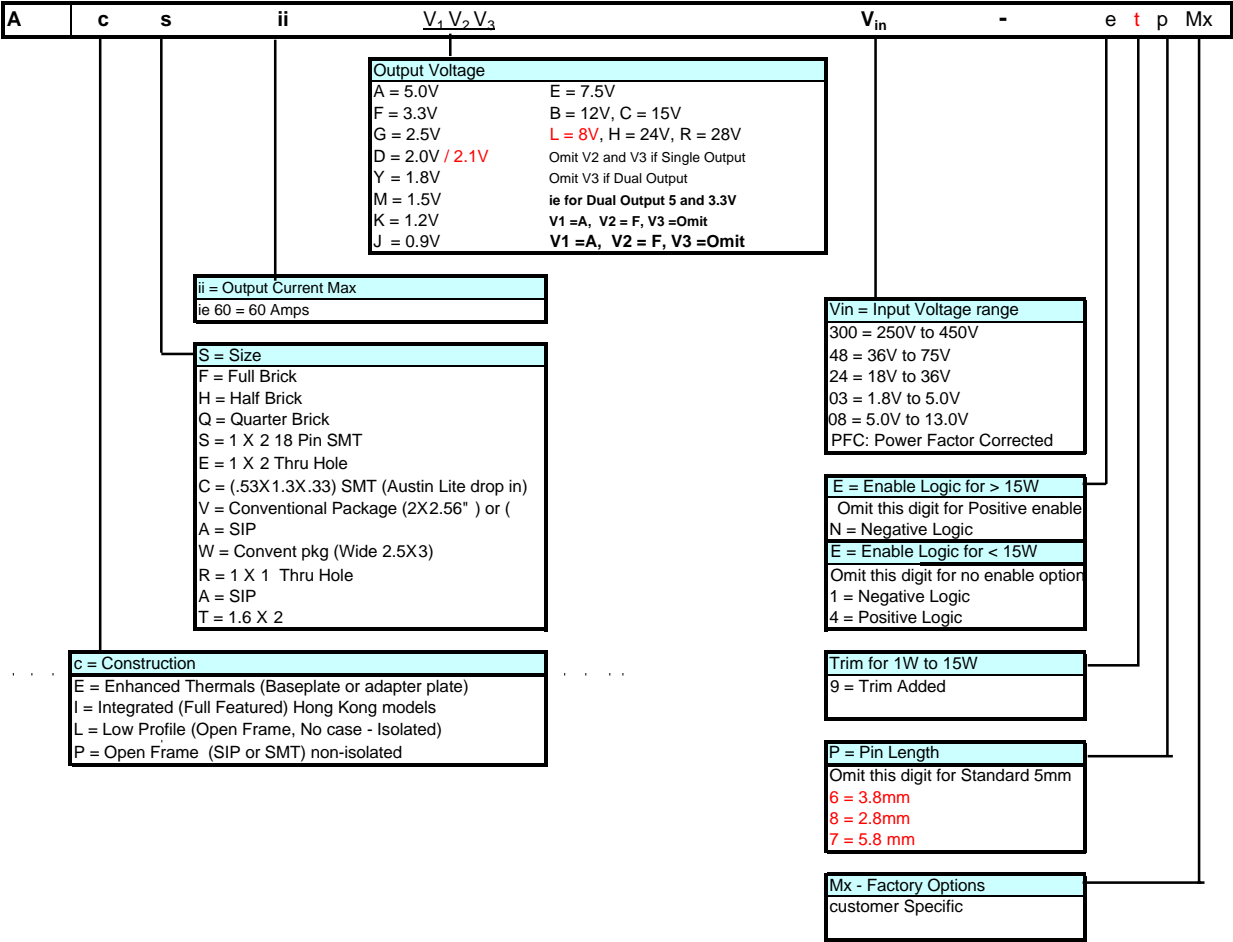 A c s ii V1 V2 V3 Vin - e t p Mx
Output Voltage
A = 5.0V E = 7.5V
F = 3.3V B = 12V, C = 15V
G = 2.5V L = 8V, H = 24V, R = 28V
D = 2.0V / 2.1V Omit V2 and V3 if Single Output
Y = 1.8V Omit V3 if Dual Output
M = 1.5V ie for Dual Output 5 and 3.3V
K = 1.2V V1 =A, V2 = F, V3 =Omit
J = 0.9V V1 =A, V2 = F, V3 =Omit
ii = Output Current Max
ie 60 = 60 Amps
S = Size
F = Full Brick
H = Half Brick
Q = Quarter Brick
S = 1 X 2 18 Pin SMT
E = 1 X 2 Thru Hole
C = (.53X1.3X.33) SMT (Austin Lite drop in)
V = Conventional Package (2X2.56" ) or (
A = SIP
W = Convent pkg (Wide 2.5X3)
R = 1 X 1 Thru Hole
A = SIP
T = 1.6 X 2
c = Construction
E = Enhanced Thermals (Baseplate or adapter plate)
I = Integrated (Full Featured) Hong Kong models
L = Low Profile (Open Frame, No case - Isolated)
P = Open Frame (SIP or SMT) non-isolated
Vin = Input Voltage range
300 = 250V to 450V
48 = 36V to 75V
24 = 18V to 36V
03 = 1.8V to 5.0V
08 = 5.0V to 13.0V
PFC: Power Factor Corrected
E = Enable Logic for > 15W
Omit this digit for Positive enable
N = Negative Logic
E = Enable Logic for < 15W
Omit this digit for no enable option
1 = Negative Logic
4 = Positive Logic
Trim for 1W to 15W
9 = Trim Added
P = Pin Length
Omit this digit for Standard 5mm
6 = 3.8mm
8 = 2.8mm
7 = 5.8 mm
Mx - Factory Options
customer Specific